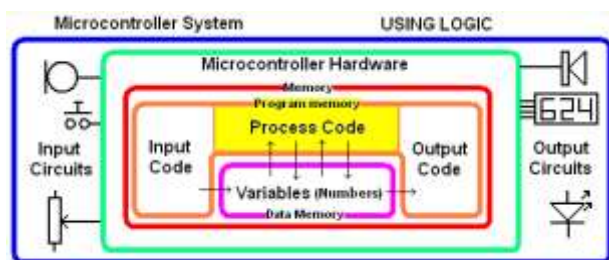 Microcontroller System
USING LOGIC
Microcontroller Hardware
Memory
Program memory
Process Code
Input
Circuits
Input
Code
Output
Code
Output
Circuits
624
Variables (Numbers)
Data Memory